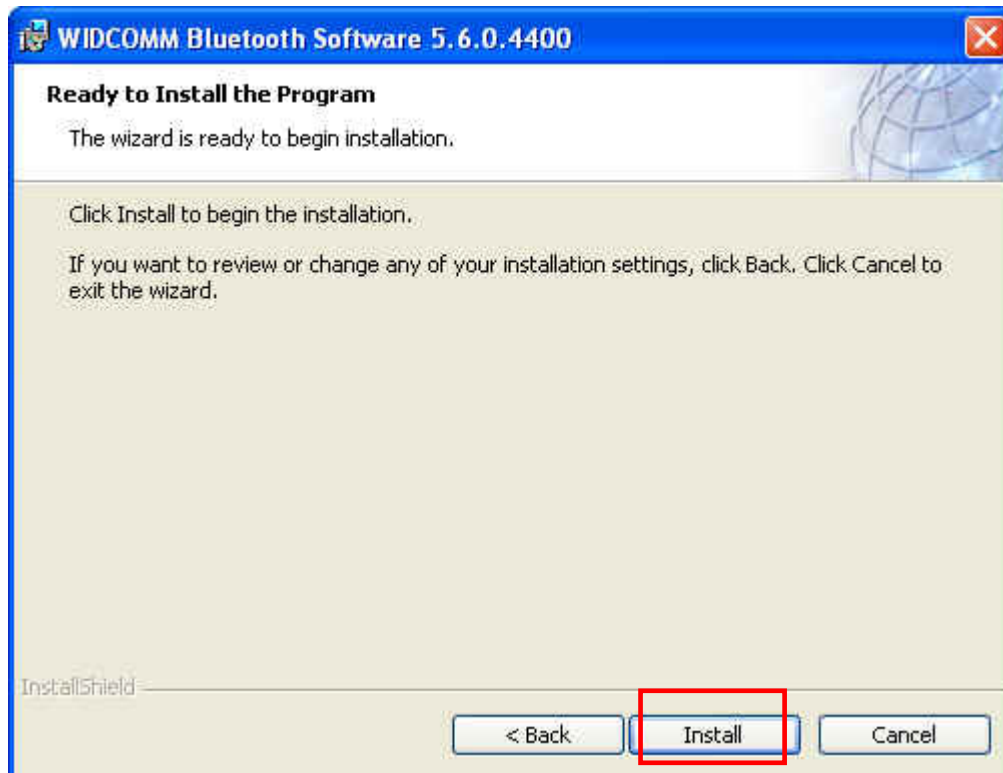 WIDCOMM Bluetooth Software 5.6.0.4400
Ready to Install the Program
The wizard is ready to begin installation.
Click Install to begin the installation.
If you want to review or change any of your installation settings, click Back. Click Cancel to
exit the wizard.
InstallShield
< Back Install Cancel